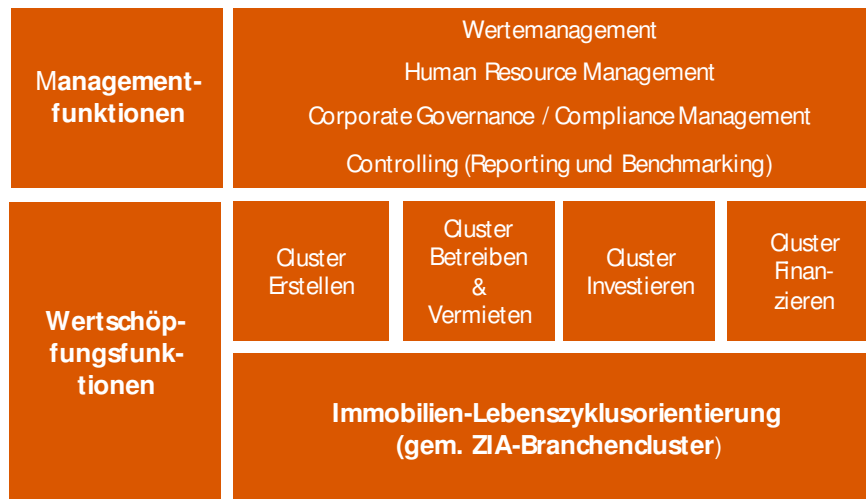 Management-
funktionen
Wertemanagement
Human Resource Management
Corporate Governance / Compliance Management
Controlling (Reporting und Benchmarking)
Wertschöp-
fungsfunk-
tionen
Cluster
Erstellen
Cluster
Betreiben
&
Vermieten
Cluster
Investieren
Cluster
Finan-
zieren
Immobilien-Lebenszyklusorientierung
(gem. ZIA-Branchencluster)